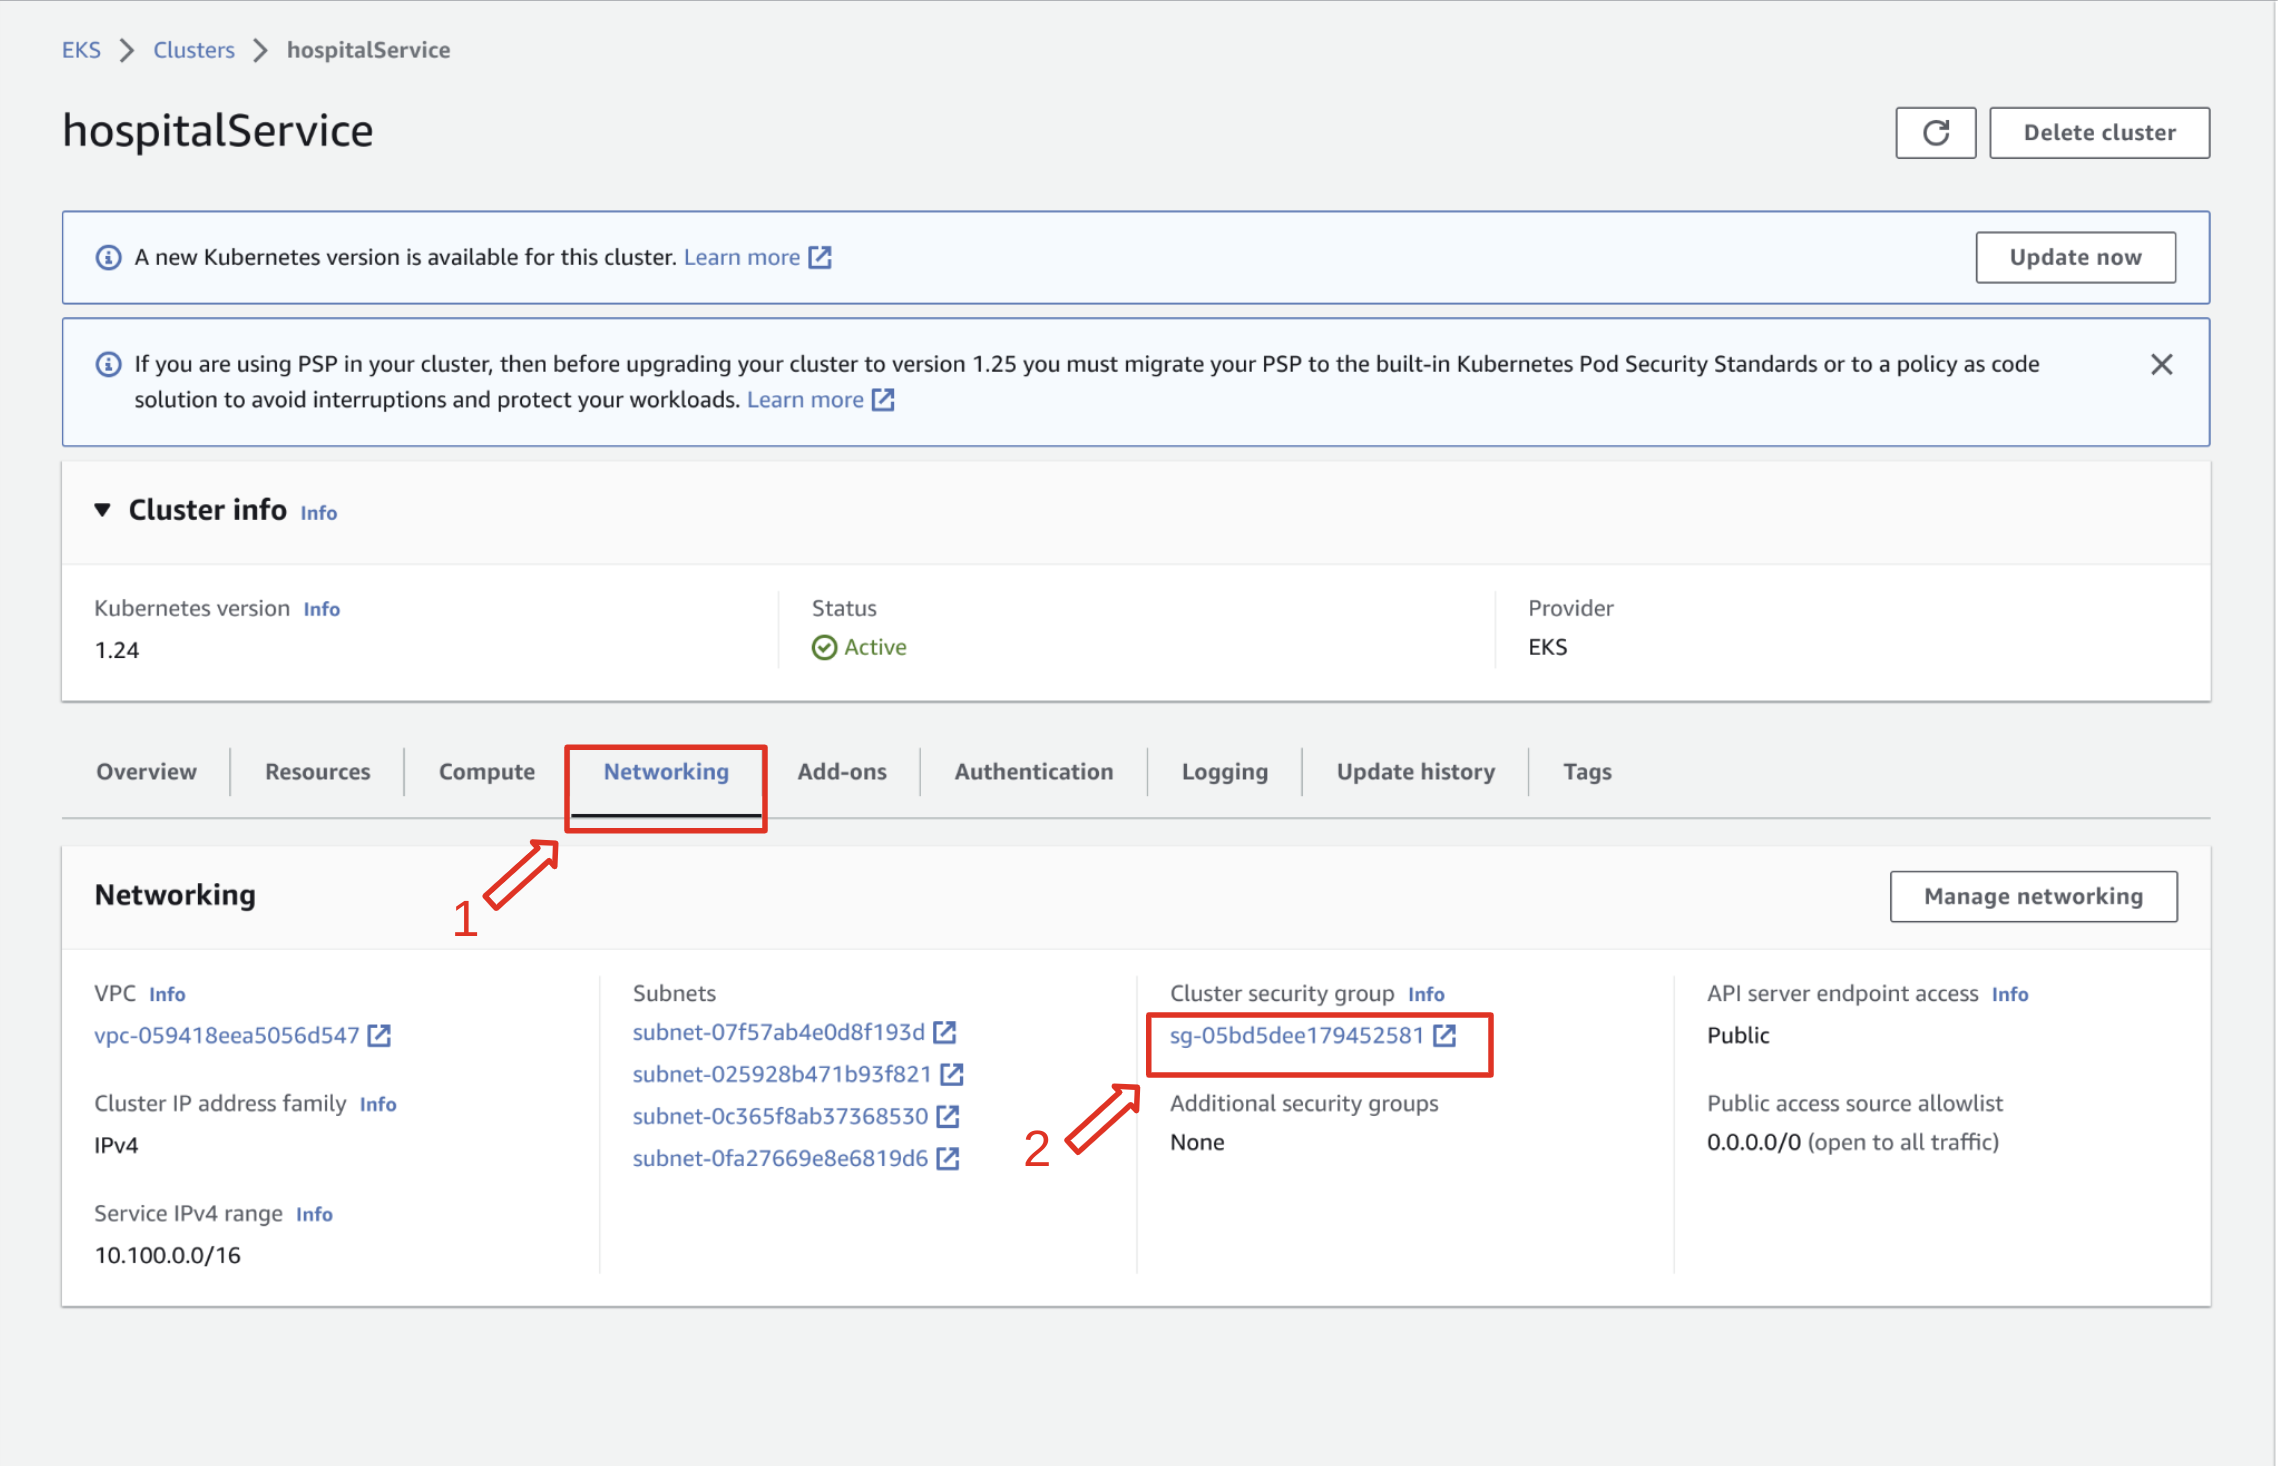 EKS > Clusters > hospitalService
hospitalService
Delete cluster
A new Kubernetes version is available for this cluster. Learn more
Update now
If you are using PSP in your cluster, then before upgrading your cluster to version 1.25 you must migrate your PSP to the built-in Kubernetes Pod Security Standards or to a policy as code
solution to avoid interruptions and protect your workloads. Learn more
Cluster info Info
Kubernetes version Info
1.24
Status
Active
Provider
EKS
Overview
Resources
Compute
Networking
Add-ons
Authentication
Logging
Update history
Tags
1
Networking
Manage networking
VPC Info
vpc-059418eea5056d547
Cluster IP address family Info
IPv4
Service IPv4 range Info
10.100.0.0/16
Subnets
subnet-07f57ab4e0d8f193d
subnet-025928b471b93f821
subnet-0c365f8ab37368530
subnet-0fa27669e8e6819d6
Cluster security group Info
sg-05bd5dee179452581
2
Additional security groups
None
API server endpoint access Info
Public
Public access source allowlist
0.0.0.0/0 (open to all traffic)